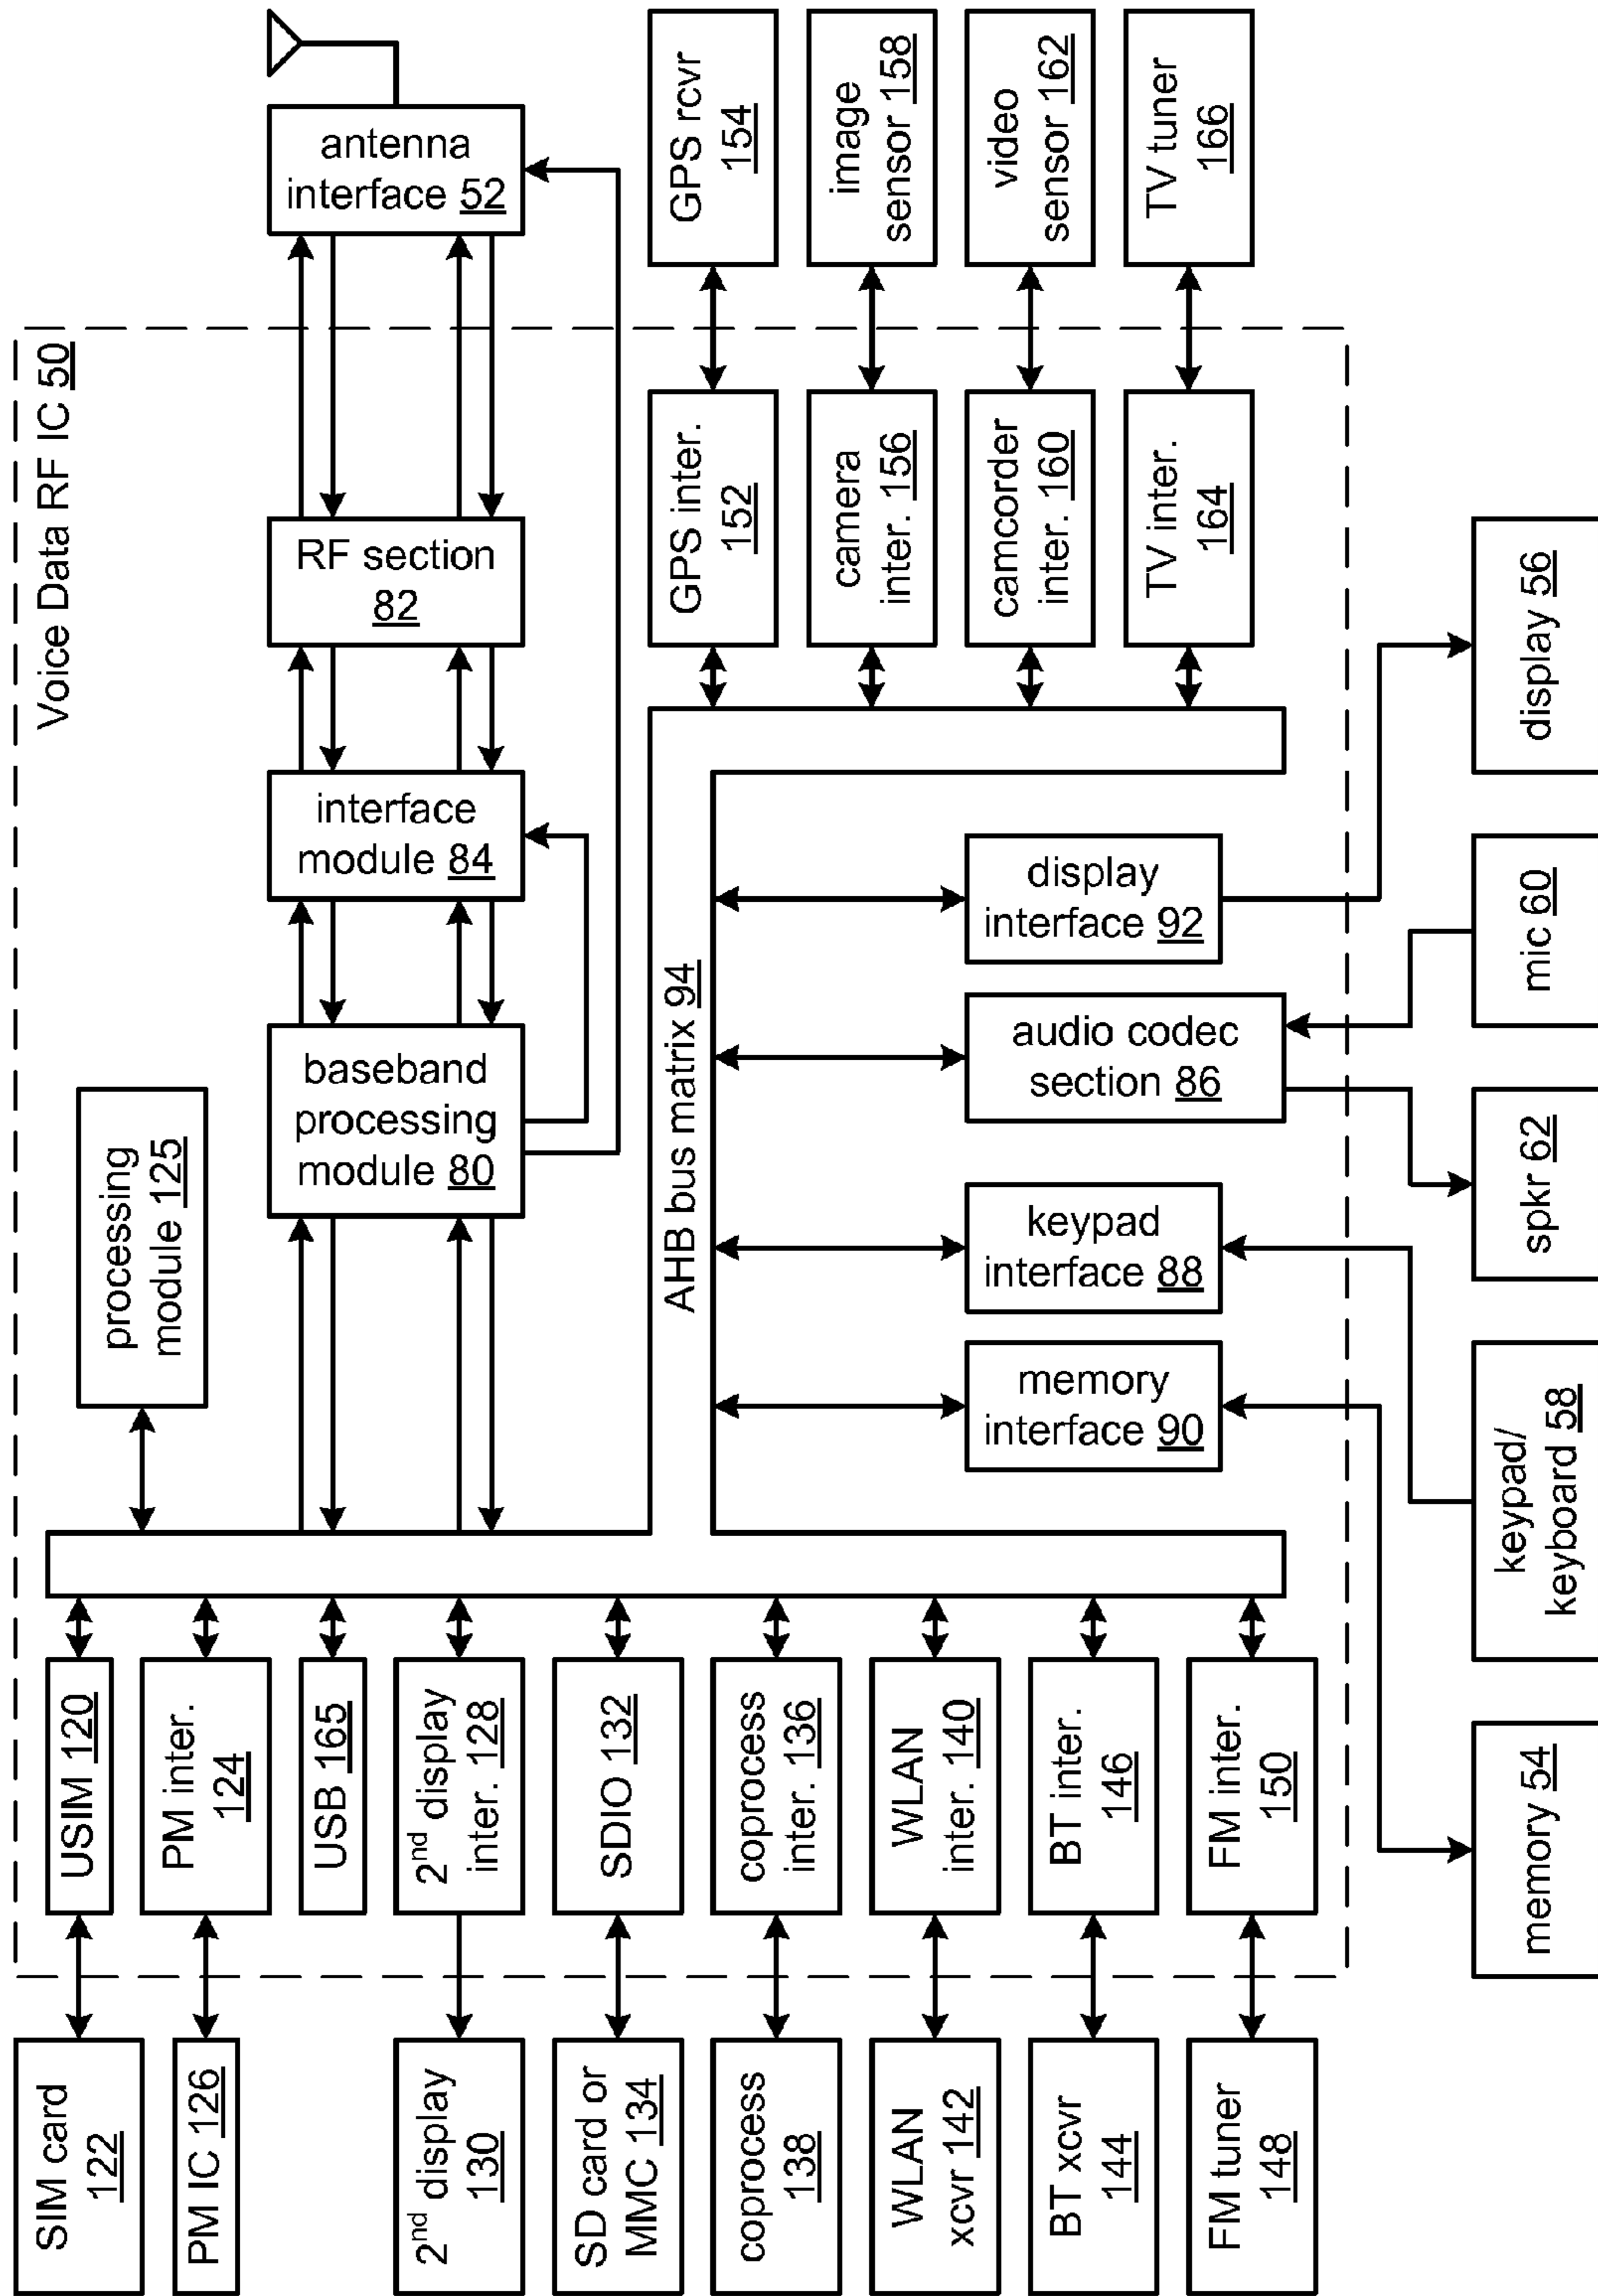 Voice Data RF IC 50
antenna
interface 52
RF section
82
interface
module 84
baseband
processing
module 80
processing
module 125
AHB bus matrix 94
GPS rcvr
154
image
sensor 158
video
sensor 162
TV tuner
166
GPS inter.
152
camera
inter. 156
camcorder
inter. 160
TV inter.
164
display
interface 92
audio codec
section 86
keypad
interface 88
memory
interface 90
display 56
mic 60
spkr 62
keypad/
keyboard 58
memory 54
USIM 120
PM inter.
124
USB 165
2nd display
inter. 128
SDIO 132
coprocess
inter. 136
WLAN
inter. 140
BT inter.
146
FM inter.
150
SIM card
122
PM IC 126
2nd display
130
SD card or
MMC 134
coprocess
138
WLAN
xcvr 142
BT xcvr
144
FM tuner
148